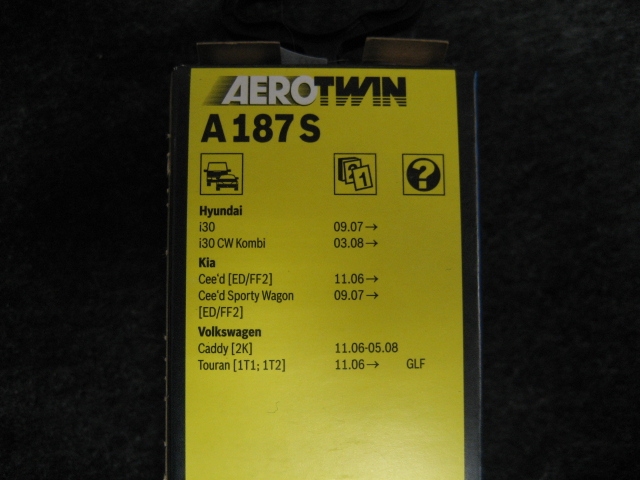 AEROTWIN
A 187 S
1
?
Hyundai
i30 09.07→
i30 CW Kombi 03.08→
Kia
Cee'd [ED/FF2] 11.06→
Cee'd Sporty Wagon 09.07→
[ED/FF2]
Volkswagen
Caddy [2K] 11.06-05.08
Touran [1T1; 1T2] 11.06→ GLF